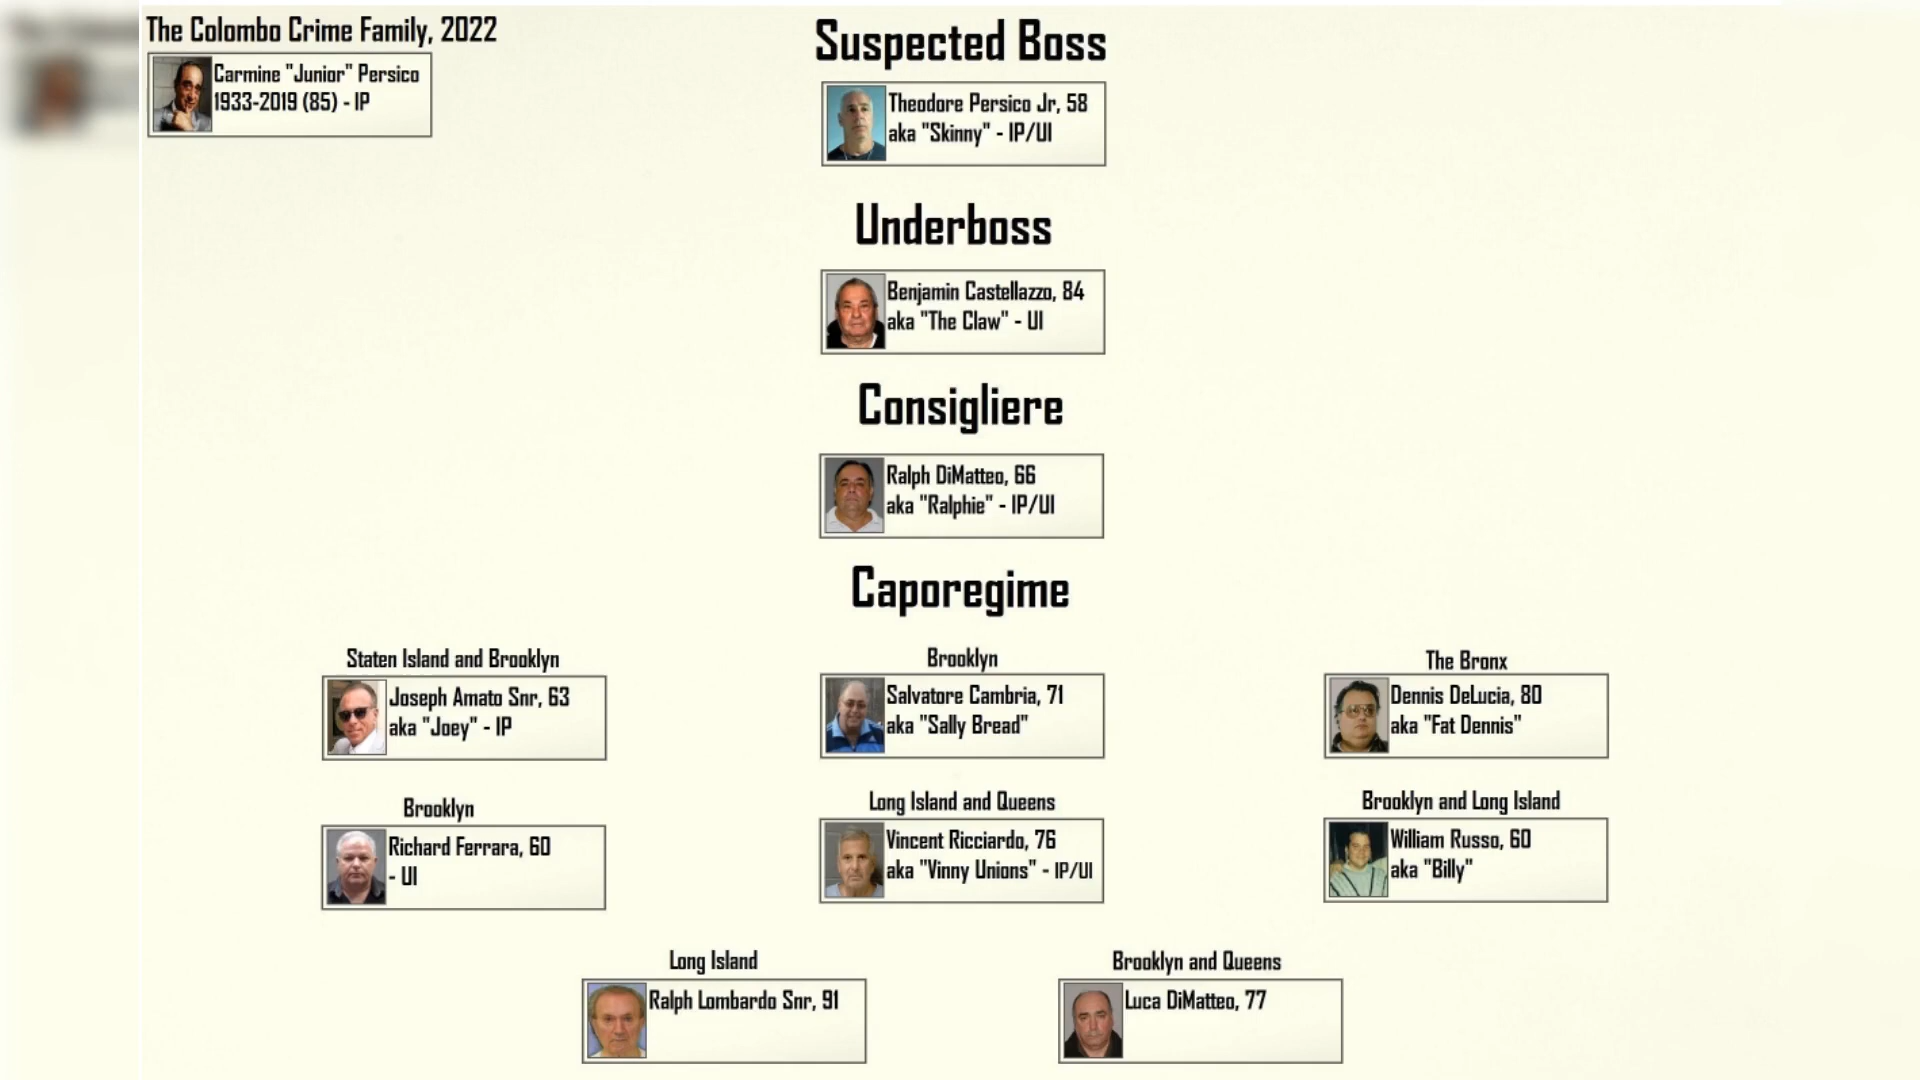 The Colombo Crime Family, 2022
Carmine "Junior" Persico
1933-2019 (85) - IP
Suspected Boss
Theodore Persico Jr, 58
aka "Skinny" - IP/UI
Underboss
Benjamin Castellazzo, 84
aka "The Claw" - UI
Consigliere
Ralph DiMatteo, 66
aka "Ralphie" - IP/UI
Caporegime
Staten Island and Brooklyn
Joseph Amato Snr, 63
aka "Joey" - IP
Brooklyn
Salvatore Cambria, 71
aka "Sally Bread"
The Bronx
Dennis DeLucia, 80
aka "Fat Dennis"
Brooklyn
Richard Ferrara, 60
- UI
Long Island and Queens
Vincent Ricciardo, 76
aka "Vinny Unions" - IP/UI
Brooklyn and Long Island
William Russo, 60
aka "Billy"
Long Island
Ralph Lombardo Snr, 91
Brooklyn and Queens
Luca DiMatteo, 77